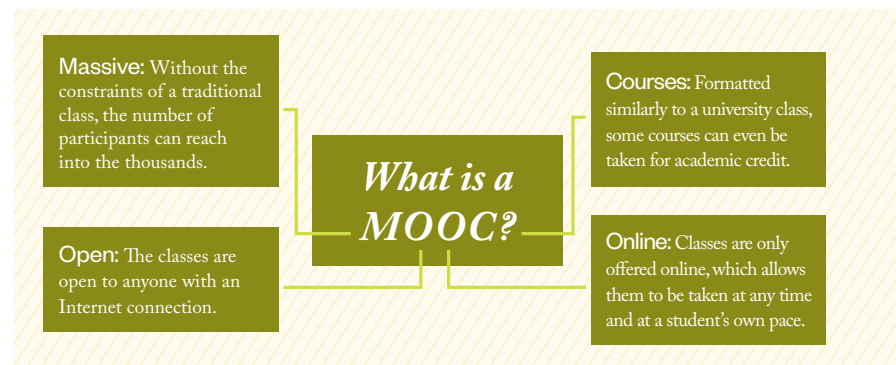 Massive: Without the
constraints of a traditional
class, the number of
participants can reach
into the thousands.
Open: The classes are
open to anyone with an
Internet connection.
What is a
MOOC?
Courses: Formatted
similarly to a university class,
some courses can even be
taken for academic credit.
Online: Classes are only
offered online, which allows
them to be taken at any time
and at a student's own pace.